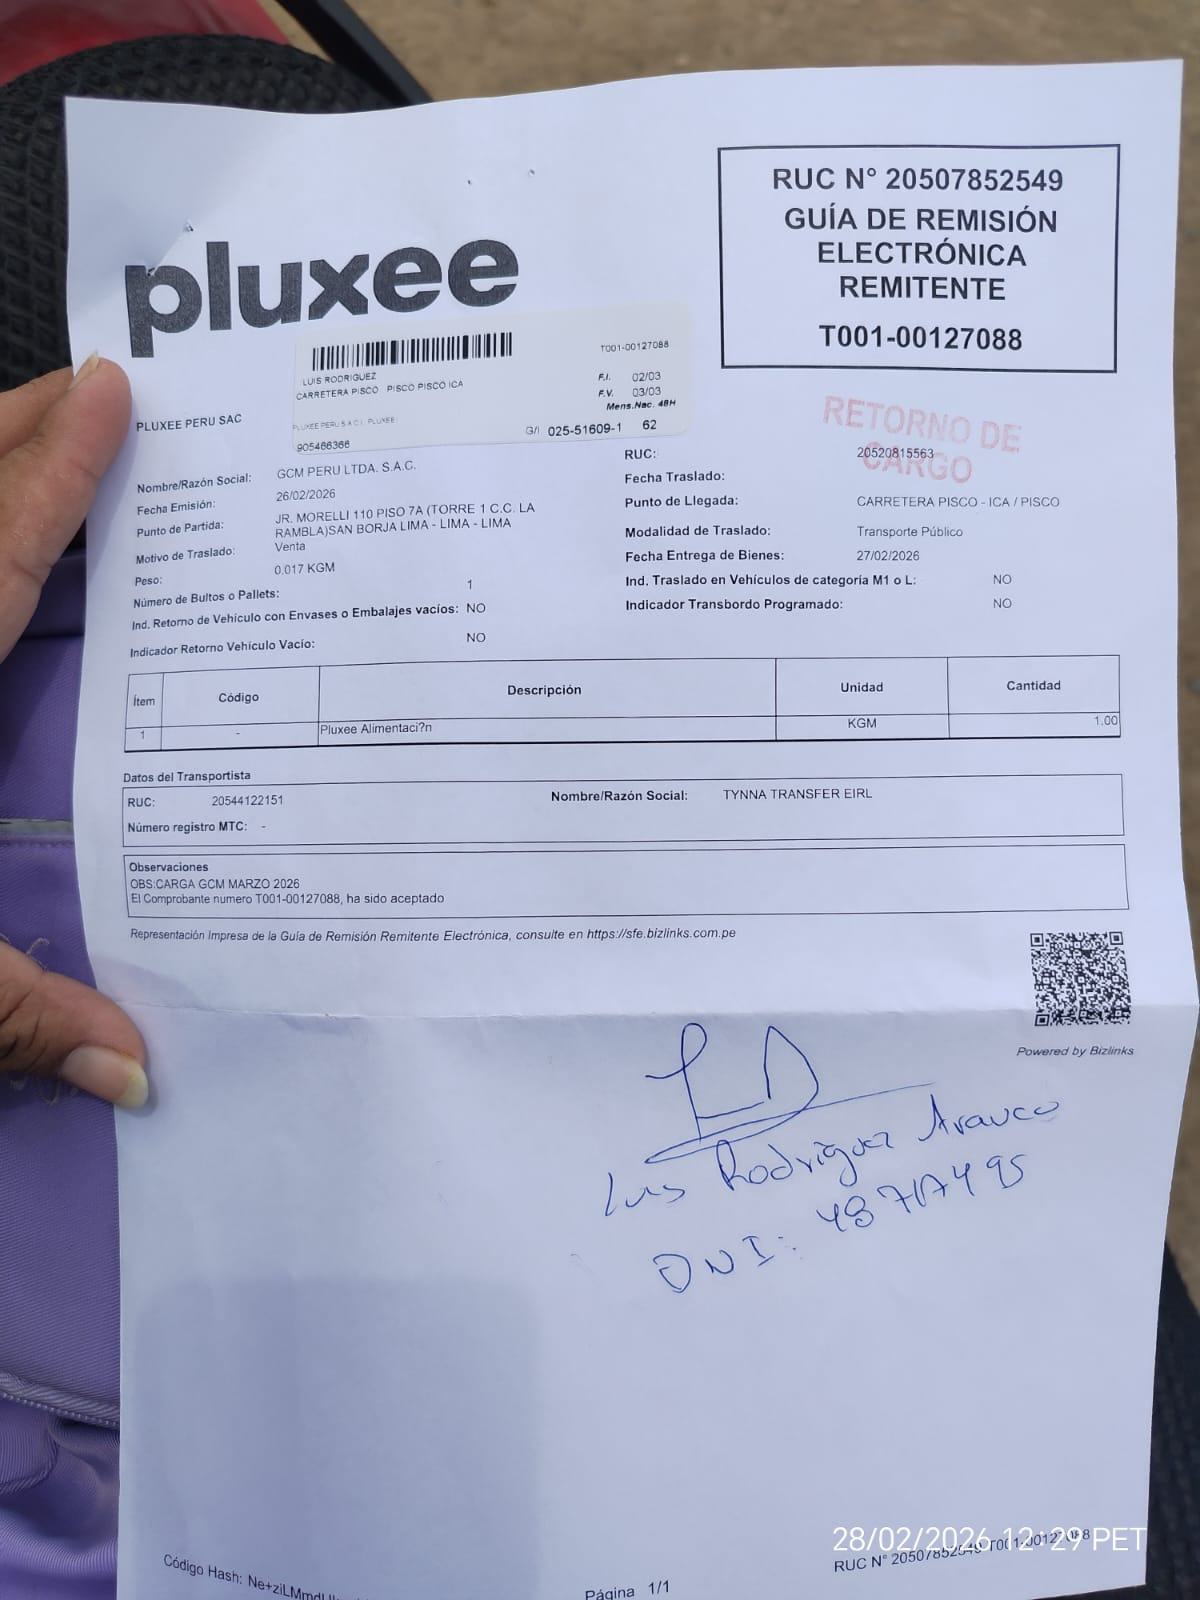 RUC N° 20507852549
GUÍA DE REMISIÓN
ELECTRÓNICA
REMITENTE
T001-00127088
pluxee
T001-00127088
LUIS RODRIGUEZ
CARRETERA PISCO PISCO PISCO ICA
F.I. 02/03
F.V. 03/03
Mens.Nac. 48H
PLUXEE PERU S A C | PLUXEE
G/I 025-51609-1 62
905466366
RETORNO DE
CARGO
PLUXEE PERU SAC
Nombre/Razón Social: GCM PERU LTDA. S.A.C.
Fecha Emisión: 26/02/2026
Punto de Partida: JR. MORELLI 110 PISO 7A (TORRE 1 C.C. LA
RAMBLA)SAN BORJA LIMA - LIMA - LIMA
Motivo de Traslado: Venta
Peso: 0.017 KGM
Número de Bultos o Pallets: 1
Ind. Retorno de Vehículo con Envases o Embalajes vacíos: NO
Indicador Retorno Vehículo Vacío: NO
RUC: 20520815563
Fecha Traslado:
Punto de Llegada: CARRETERA PISCO - ICA / PISCO
Modalidad de Traslado: Transporte Público
Fecha Entrega de Bienes: 27/02/2026
Ind. Traslado en Vehículos de categoría M1 o L: NO
Indicador Transbordo Programado: NO
Ítem Código Descripción Unidad Cantidad
1 - Pluxee Alimentaci?n KGM 1.00
Datos del Transportista
RUC: 20544122151 Nombre/Razón Social: TYNNA TRANSFER EIRL
Número registro MTC: -
Observaciones
OBS:CARGA GCM MARZO 2026
El Comprobante numero T001-00127088, ha sido aceptado
Representación Impresa de la Guía de Remisión Remitente Electrónica, consulte en https://sfe.bizlinks.com.pe
Powered by Bizlinks
Luis Rodriguez Arauco
DNI:
28/02/2026 12:29 PET
Código Hash:
Página 1/1
RUC N° 20507852549 T001-00127088